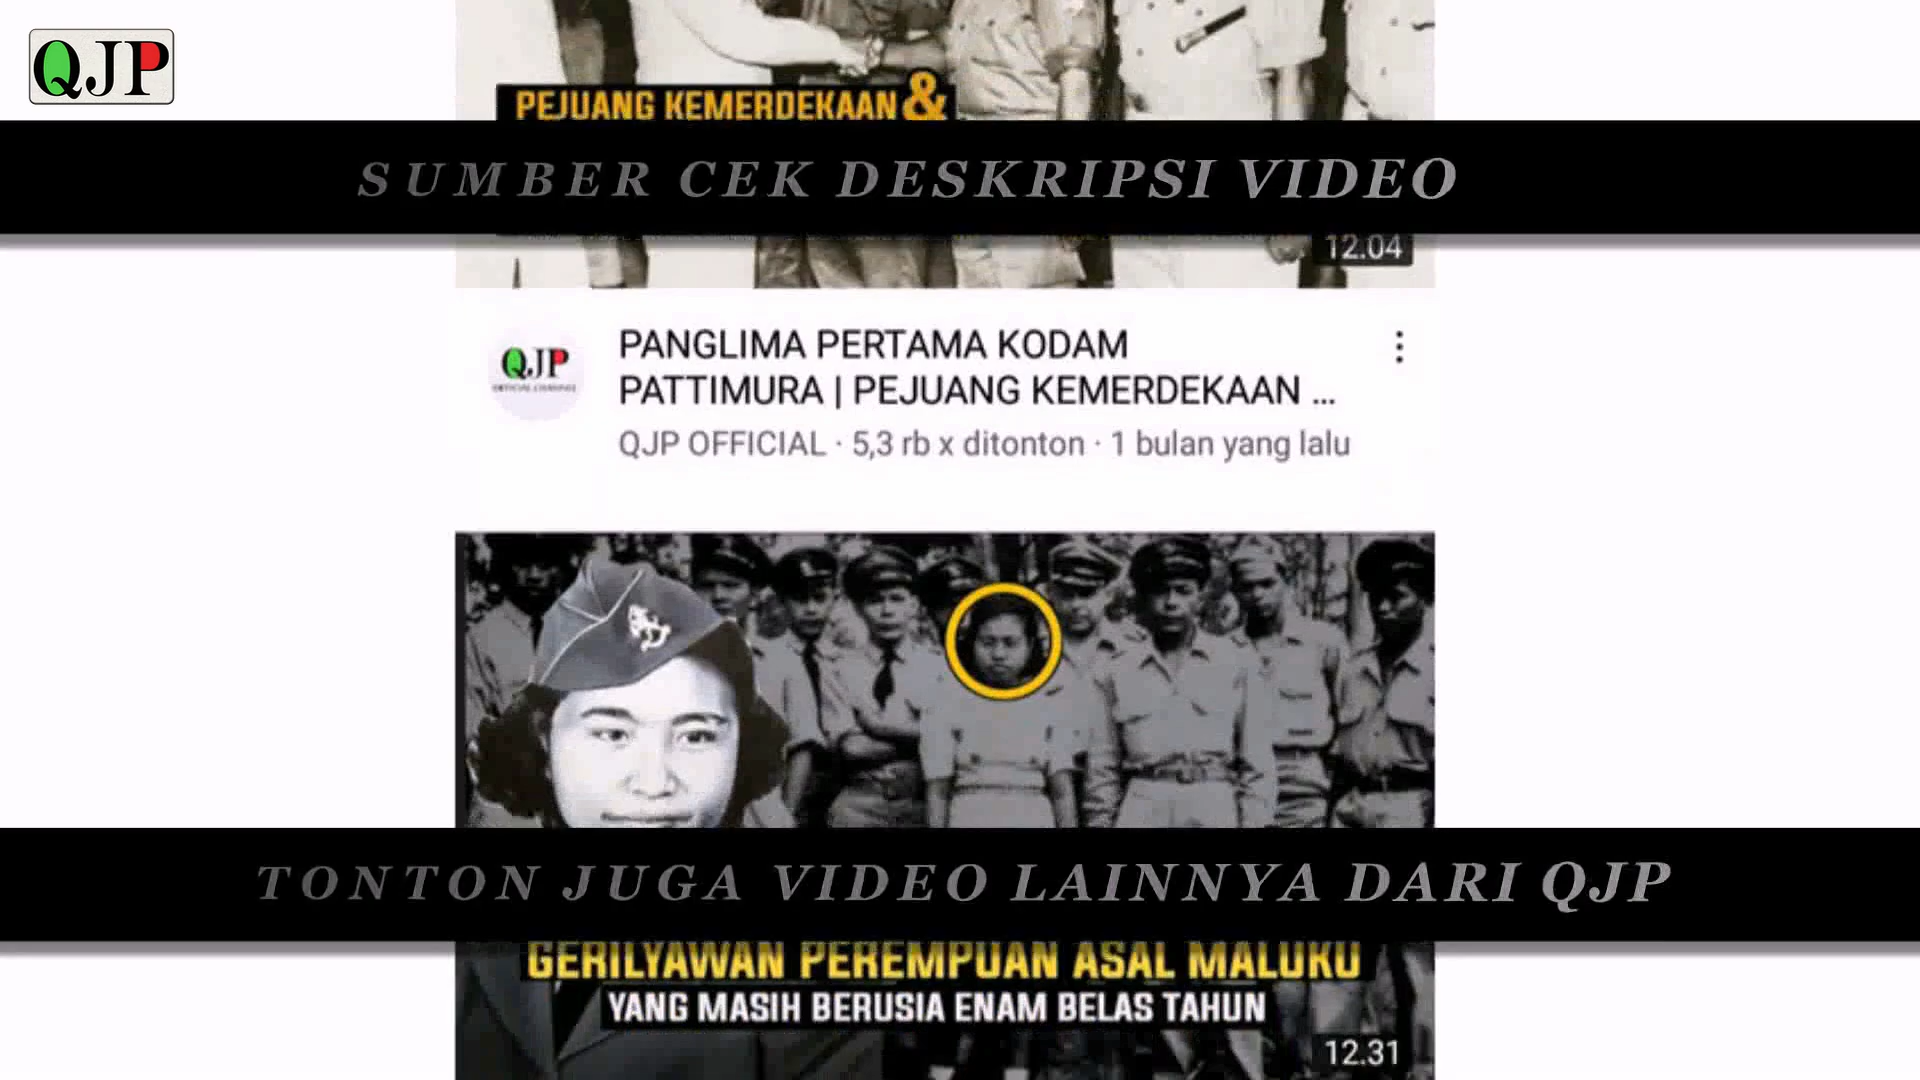 QJP
PEJUANG KEMERDEKAAN &
SUMBER CEK DESKRIPSI VIDEO
12.04
QJP
PANGLIMA PERTAMA KODAM
PATTIMURA | PEJUANG KEMERDEKAAN ...
QJP OFFICIAL · 5,3 rb x ditonton · 1 bulan yang lalu
TONTON JUGA VIDEO LAINNYA DARI QJP
GERILYAWAN PEREMPUAN ASAL MALUKU
YANG MASIH BERUSIA ENAM BELAS TAHUN
12.31